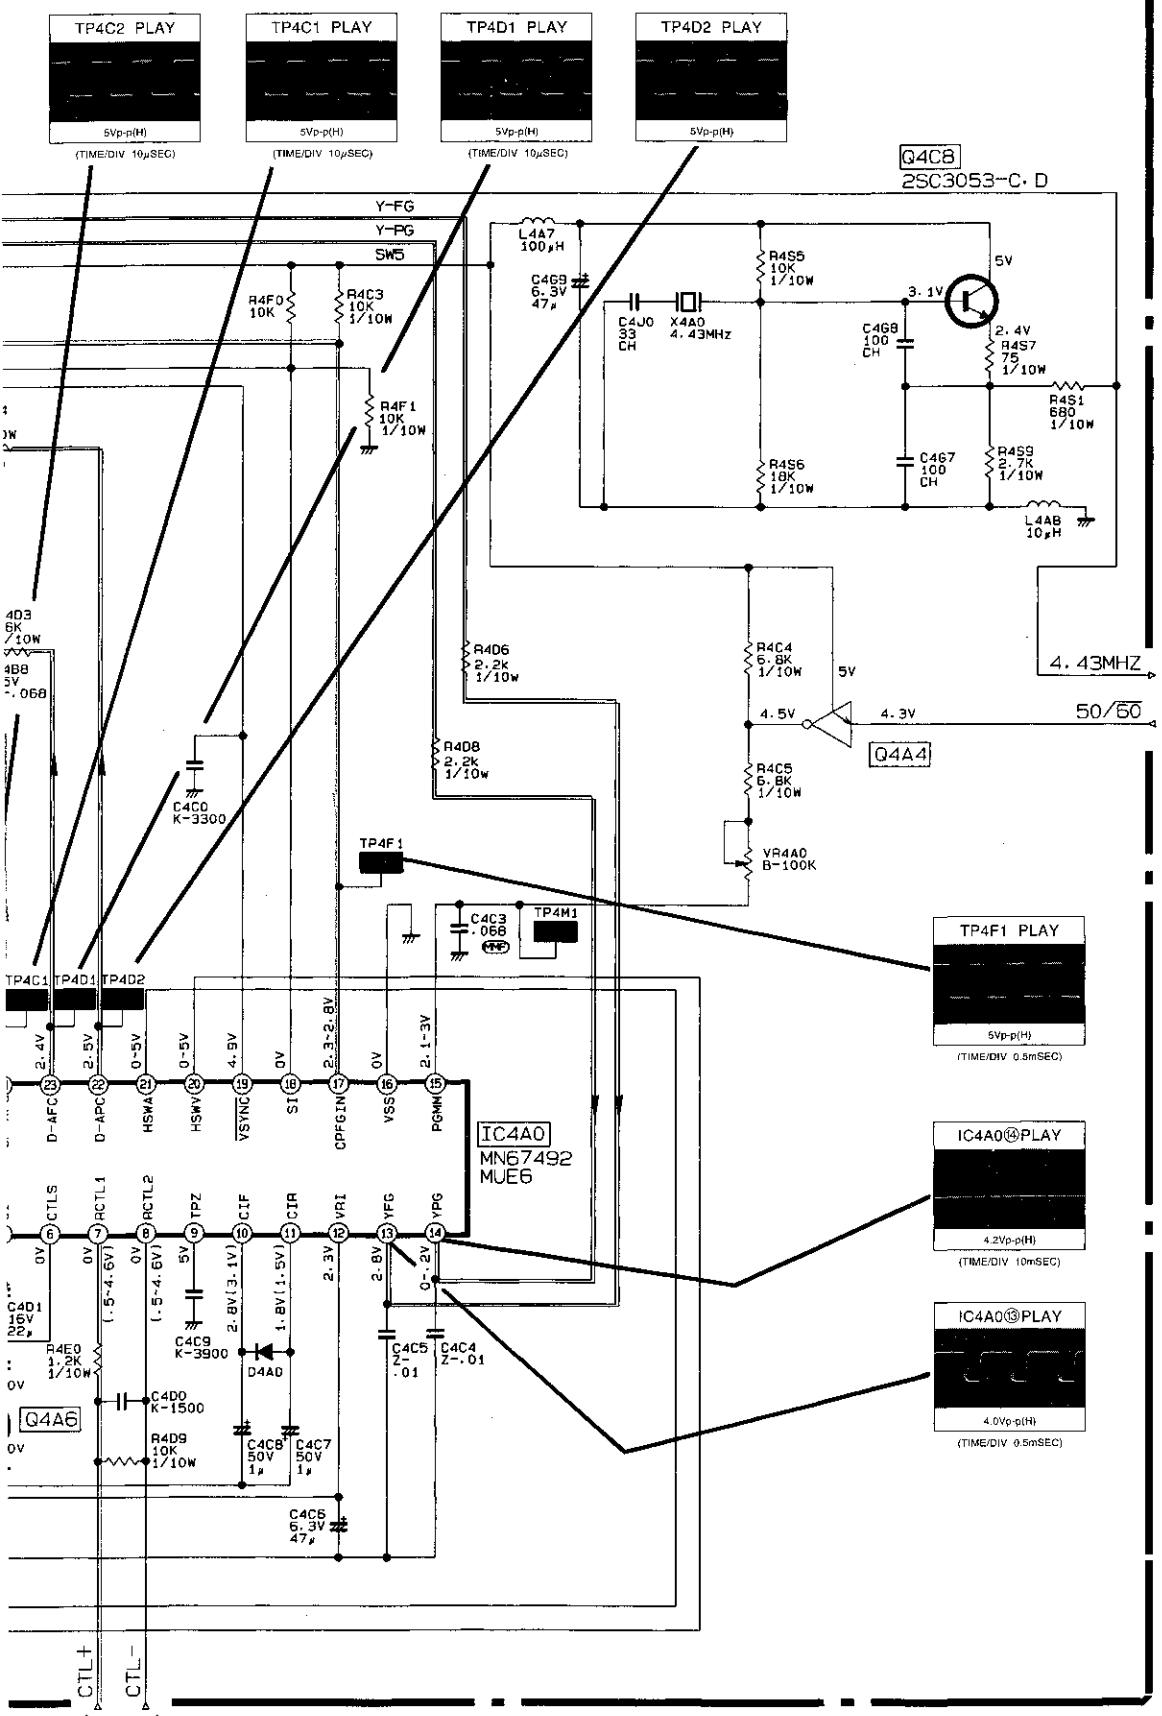 TP4C2 PLAY
5Vp-p(H)
(TIME/DIV 10μSEC)
TP4C1 PLAY
5Vp-p(H)
(TIME/DIV 10μSEC)
TP4D1 PLAY
5Vp-p(H)
(TIME/DIV 10μSEC)
TP4D2 PLAY
5Vp-p(H)
Q4C8
2SC3053-C.D
Y-FG
Y-PG
SW5
L4A7
100μH
C4G9
6.3V
47μ
R4S5
10K
1/10W
5V
3.1V
2.4V
R4S7
75
1/10W
R4F0
10K
R4C3
10K
1/10W
C4J0
33
CH
X4A0
4.43MHz
C4G8
100
CH
R4F1
10K
1/10W
R4S1
680
1/10W
R4S6
18K
1/10W
C4G7
100
CH
R4S9
2.7K
1/10W
L4A8
10μH
4D3
6K
/10W
4B8
5V
-.068
R4D6
2.2k
1/10W
R4C4
6.8K
1/10W
5V
4.43MHZ
4.5V
4.3V
50/60
Q4A4
R4D8
2.2k
1/10W
R4C5
6.8K
1/10W
C4C0
K-3300
VR4A0
B-100K
TP4F1
C4C3
.068
MMF
TP4M1
TP4F1 PLAY
5Vp-p(H)
(TIME/DIV 0.5mSEC)
TP4C1
TP4D1
TP4D2
2.4V
2.5V
0-5V
0-5V
4.9V
0V
2.3-2.8V
0V
2.1-3V
23
22
21
20
19
18
17
16
15
D-AFC
D-APC
HSWA
HSWV
VSYNC
SI
CPFGIN
VSS
PGMM
IC4A0
MN67492
MUE6
CTLS
RCTL1
RCTL2
TPZ
CIF
CIR
VRI
YFG
YPG
6
7
8
9
10
11
12
13
14
0V
0V
(.5~4.6V)
0V
(.5~4.6V)
5V
2.8V(3.1V)
1.8V(1.5V)
2.3V
2.8V
0-.2V
IC4A0⑭PLAY
4.2Vp-p(H)
(TIME/DIV 10mSEC)
IC4A0⑬PLAY
4.0Vp-p(H)
(TIME/DIV 0.5mSEC)
C4D1
16V
22μ
R4E0
1.2K
1/10W
C4C9
K-3900
D4A0
C4C5
Z-
.01
C4C4
Z-.01
0V
Q4A6
0V
C4D0
K-1500
R4D9
10K
1/10W
C4C8
50V
1μ
C4C7
50V
1μ
C4C6
6.3V
47μ
CTL+
CTL-